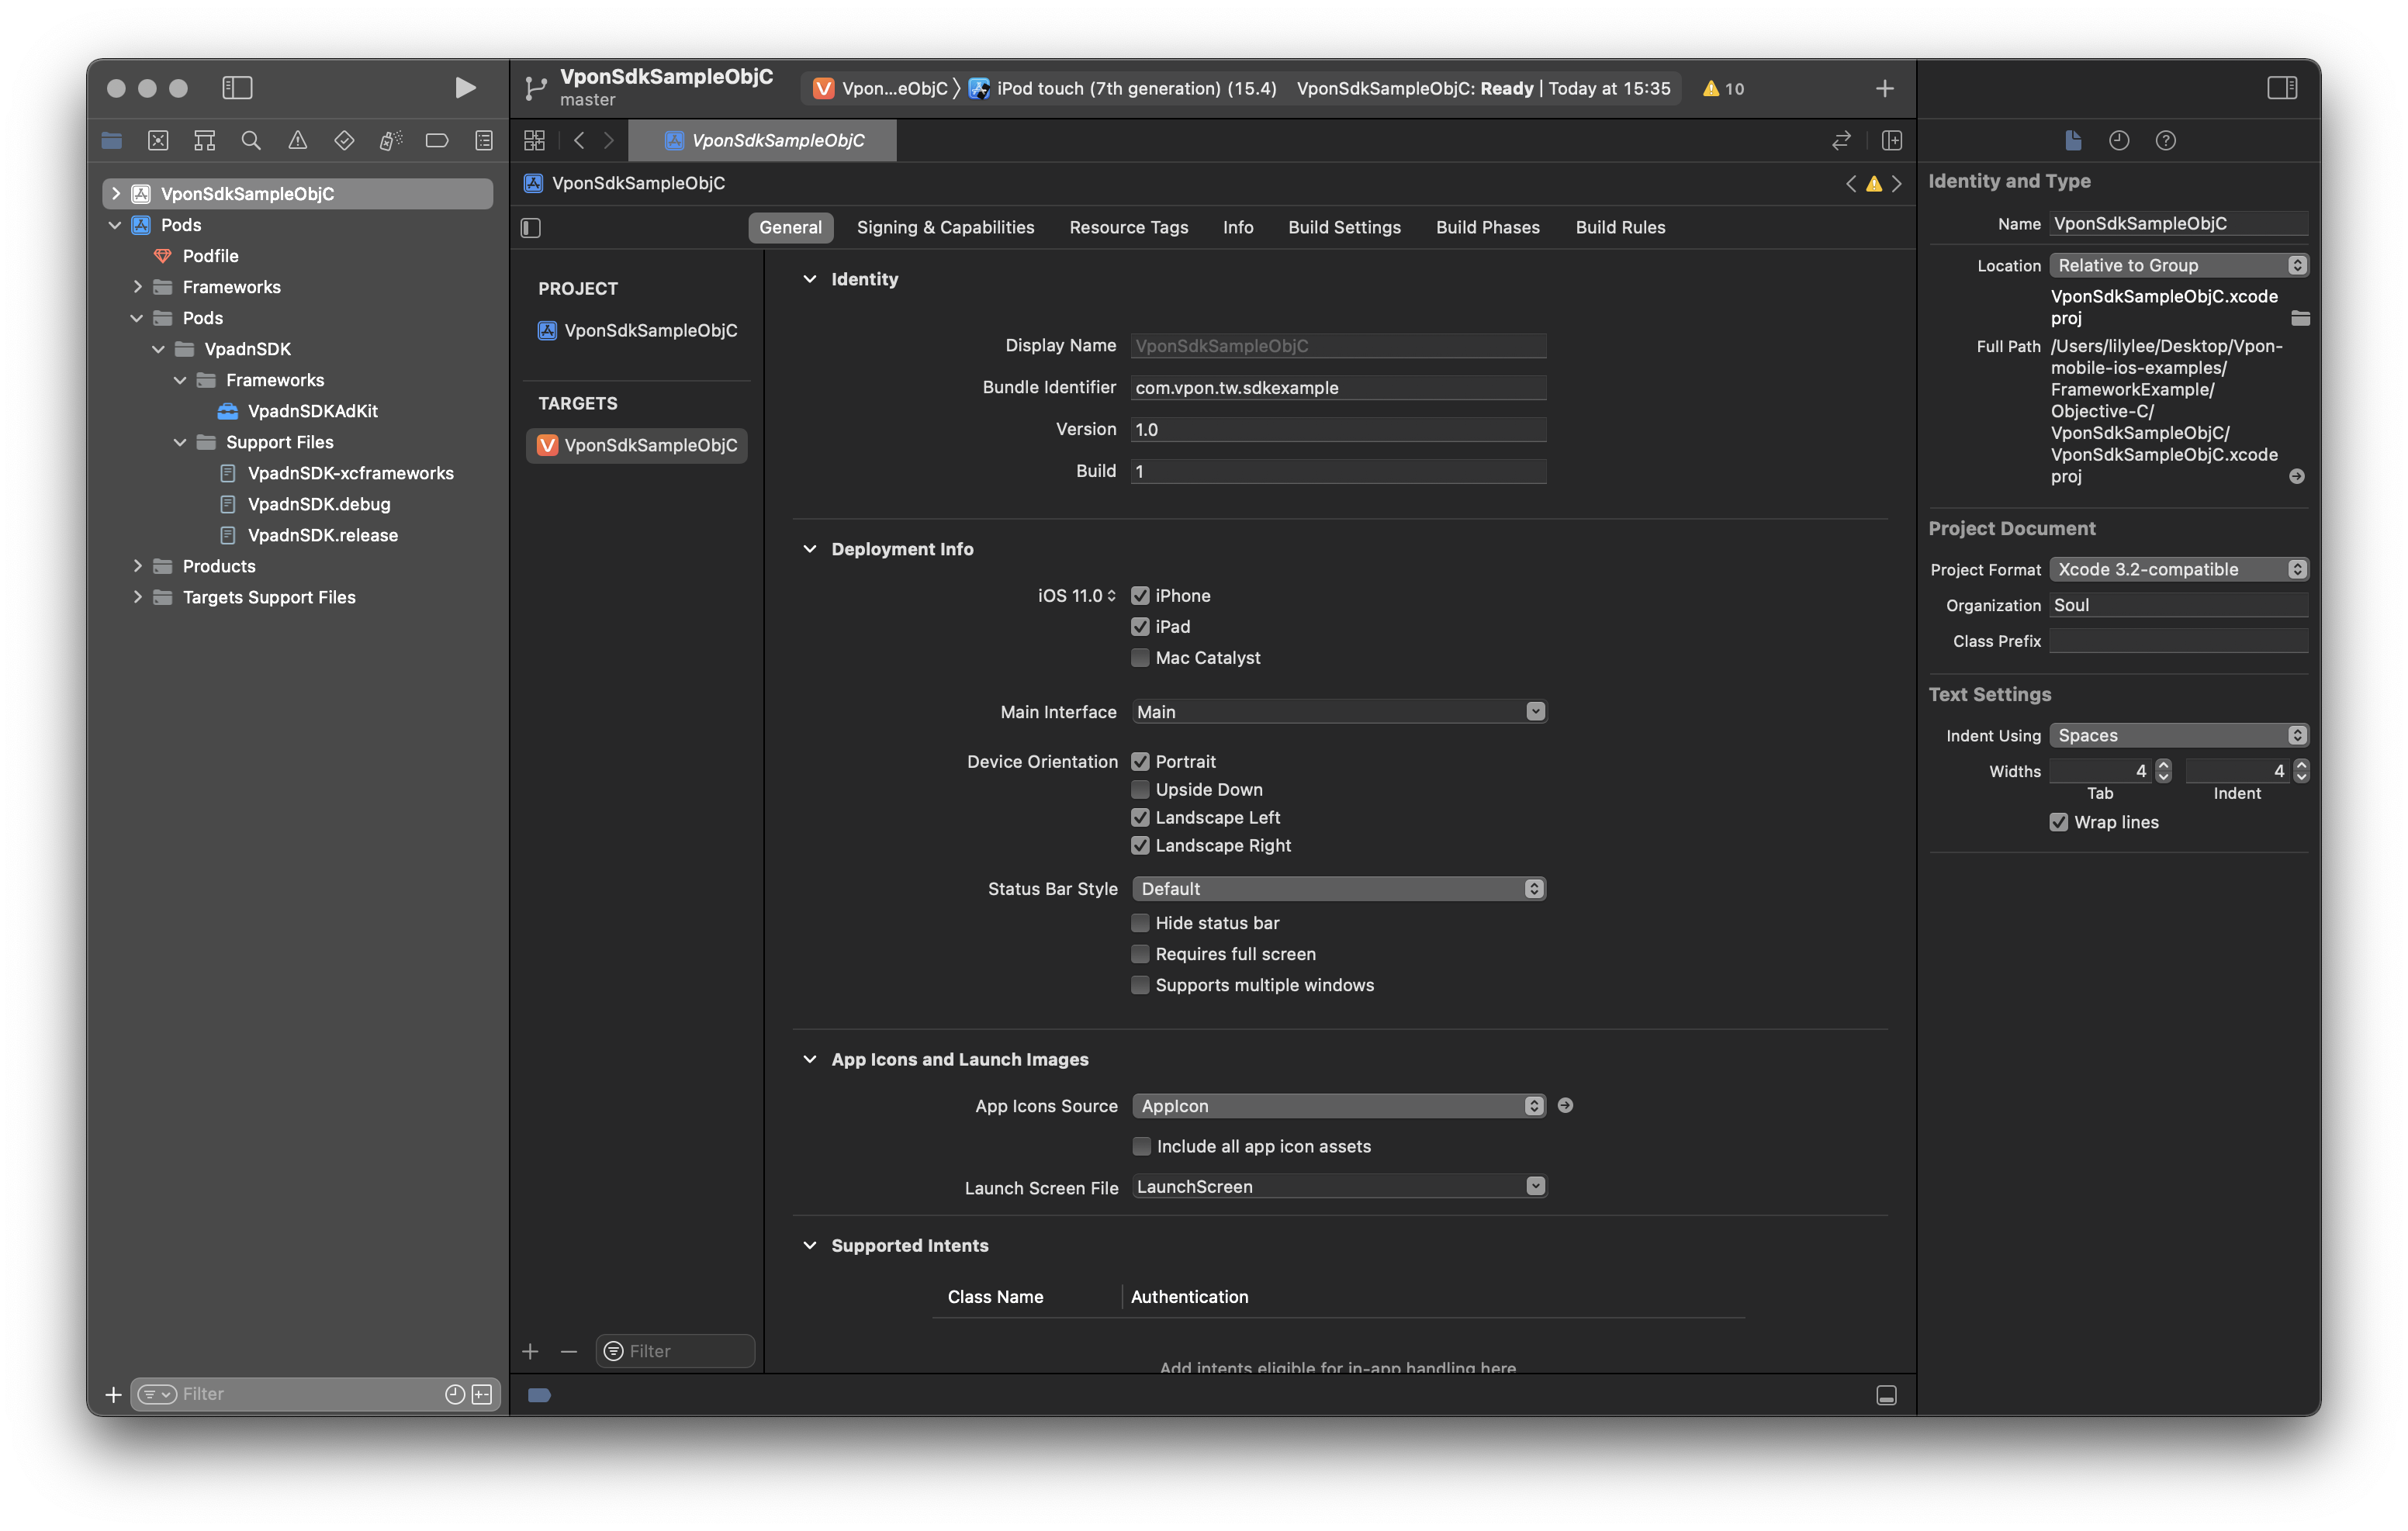 VponSdkSampleObjC
master
Vpon...eObjC
iPod touch (7th generation) (15.4)
VponSdkSampleObjC: Ready | Today at 15:35
10
VponSdkSampleObjC
VponSdkSampleObjC
Pods
Podfile
Frameworks
Pods
VpadnSDK
Frameworks
VpadnSDKAdKit
Support Files
VpadnSDK-xcframeworks
VpadnSDK.debug
VpadnSDK.release
Products
Targets Support Files
Filter
VponSdkSampleObjC
General
Signing & Capabilities
Resource Tags
Info
Build Settings
Build Phases
Build Rules
PROJECT
VponSdkSampleObjC
TARGETS
V
VponSdkSampleObjC
Filter
Identity
Display Name
VponSdkSampleObjC
Bundle Identifier
com.vpon.tw.sdkexample
Version
1.0
Build
1
Deployment Info
iOS 11.0
iPhone
iPad
Mac Catalyst
Main Interface
Main
Device Orientation
Portrait
Upside Down
Landscape Left
Landscape Right
Status Bar Style
Default
Hide status bar
Requires full screen
Supports multiple windows
App Icons and Launch Images
App Icons Source
AppIcon
Include all app icon assets
Launch Screen File
LaunchScreen
Supported Intents
Class Name
Authentication
Add intents eligible for in-app handling here
Identity and Type
Name
VponSdkSampleObjC
Location
Relative to Group
VponSdkSampleObjC.xcode
proj
Full Path
/Users/lilylee/Desktop/Vpon-
mobile-ios-examples/
FrameworkExample/
Objective-C/
VponSdkSampleObjC/
VponSdkSampleObjC.xcode
proj
Project Document
Project Format
Xcode 3.2-compatible
Organization
Soul
Class Prefix
Text Settings
Indent Using
Spaces
Widths
4
4
Tab
Indent
Wrap lines